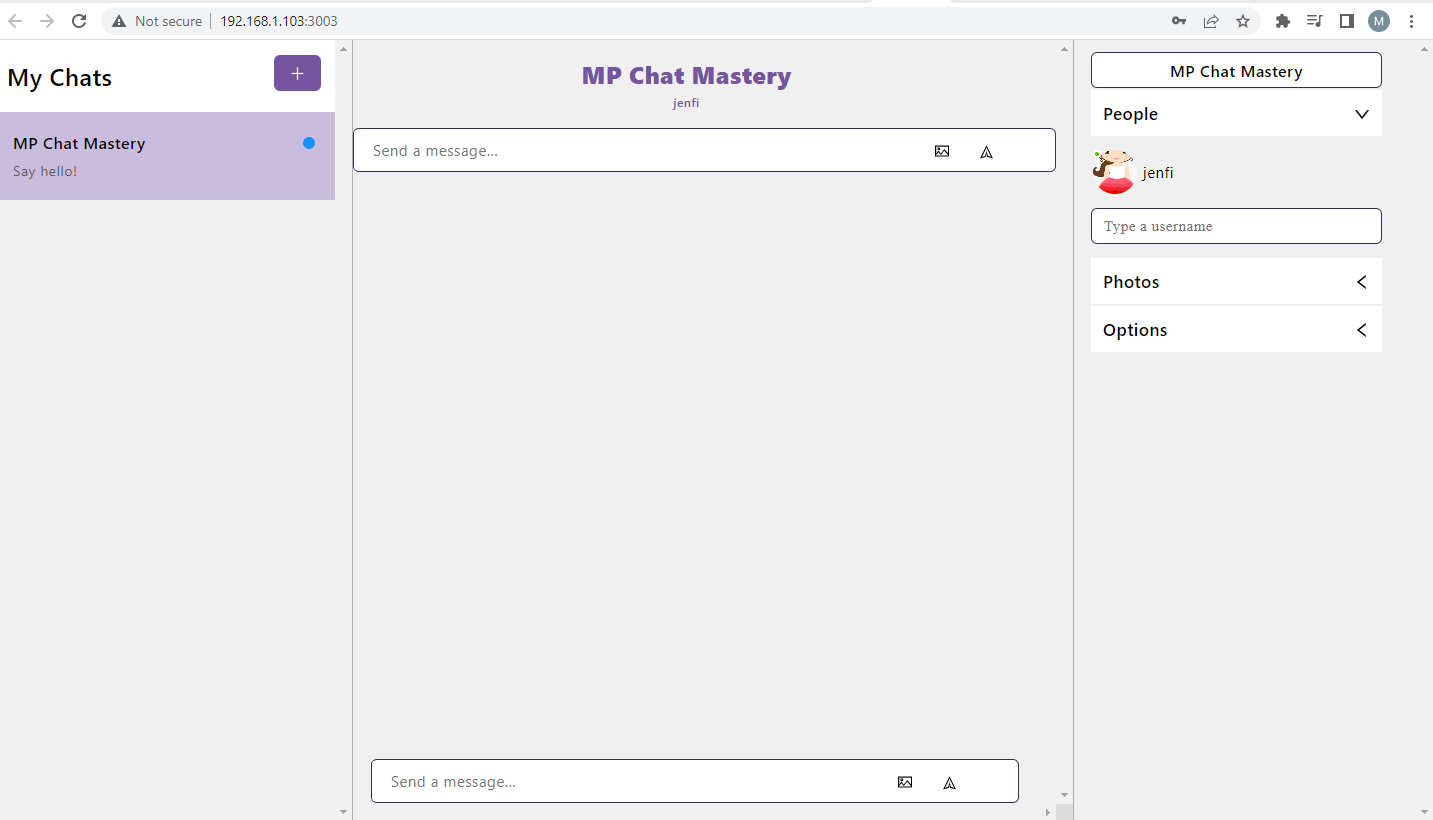 Not secure
192.168.1.103:3003
M
My Chats
+
MP Chat Mastery
Say hello!
MP Chat Mastery
jenfi
Send a message...
Send a message...
MP Chat Mastery
People
jenfi
Type a username
Photos
Options